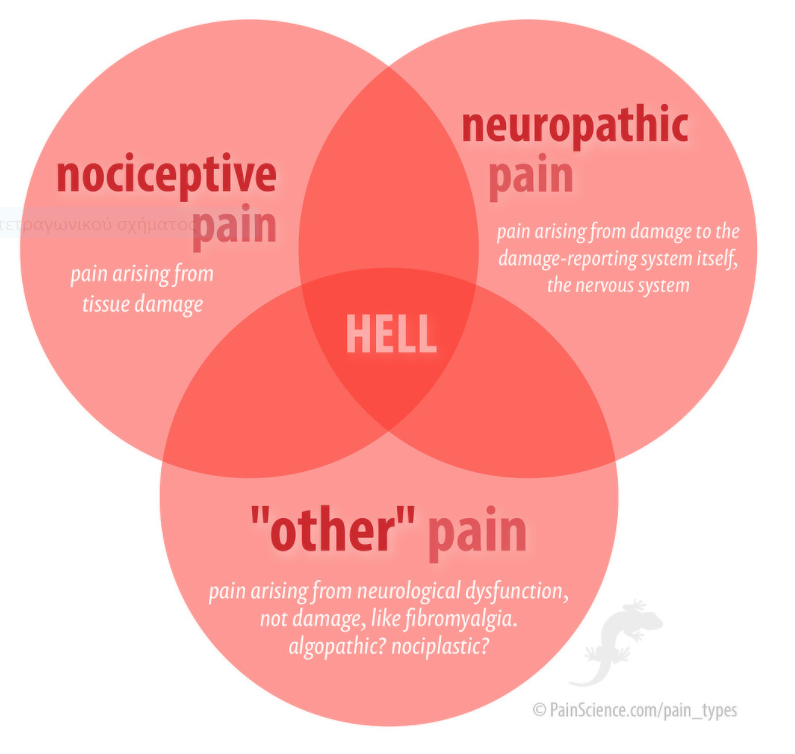 nociceptive
pain
pain arising from
tissue damage
neuropathic
pain
pain arising from damage to the
damage-reporting system itself,
the nervous system
τετραγωνικού σχήματος
HELL
"other" pain
pain arising from neurological dysfunction,
not damage, like fibromyalgia.
algopathic? nociplastic?
© PainScience.com/pain_types